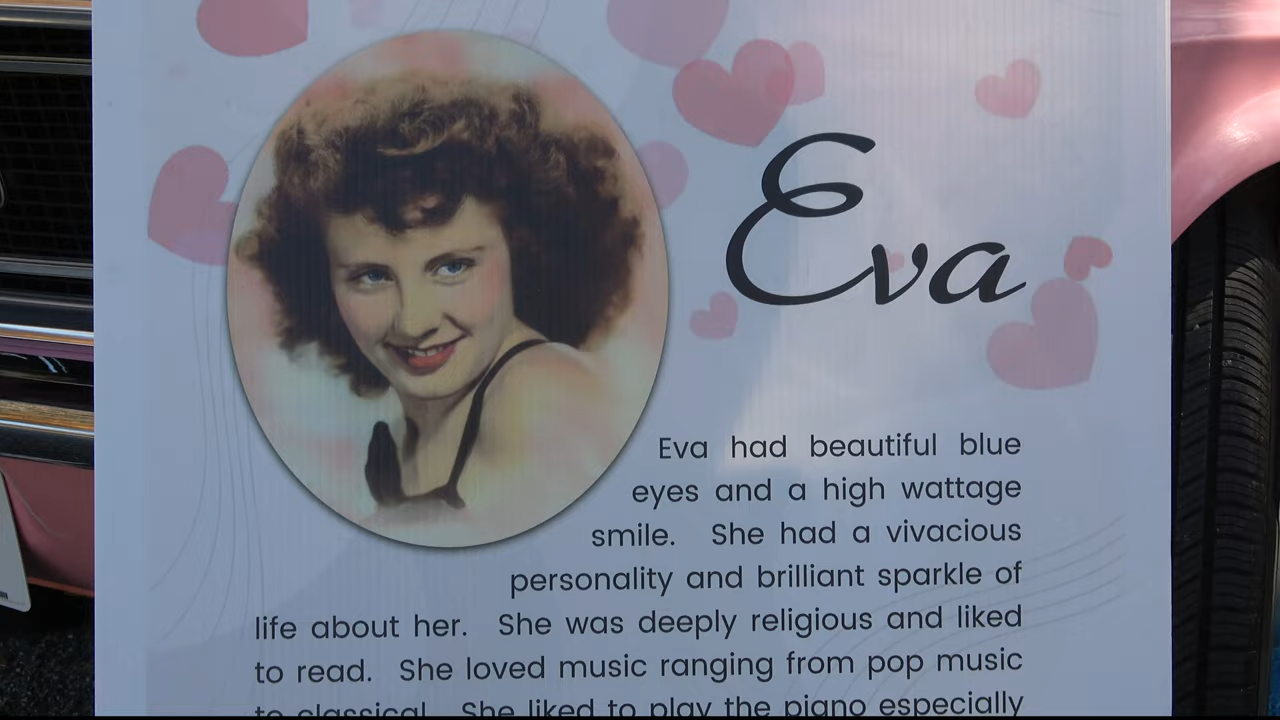 Eva
Eva had beautiful blue
eyes and a high wattage
smile. She had a vivacious
personality and brilliant sparkle of
life about her. She was deeply religious and liked
to read. She loved music ranging from pop music
to classical. She liked to play the piano especially